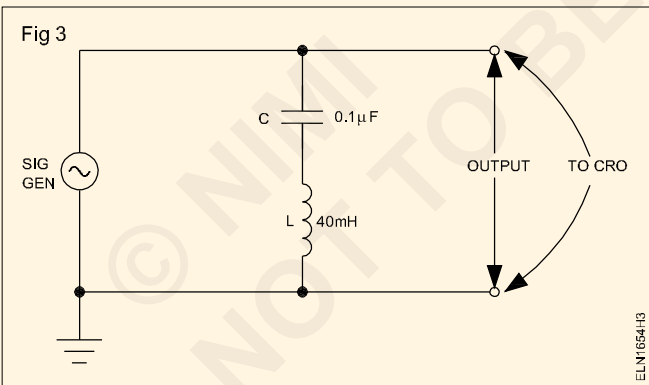 Fig 3
C 0.1µF
SIG
GEN
OUTPUT
TO CRO
L 40mH
© NIMI
NOT TO BE
ELN1654H3